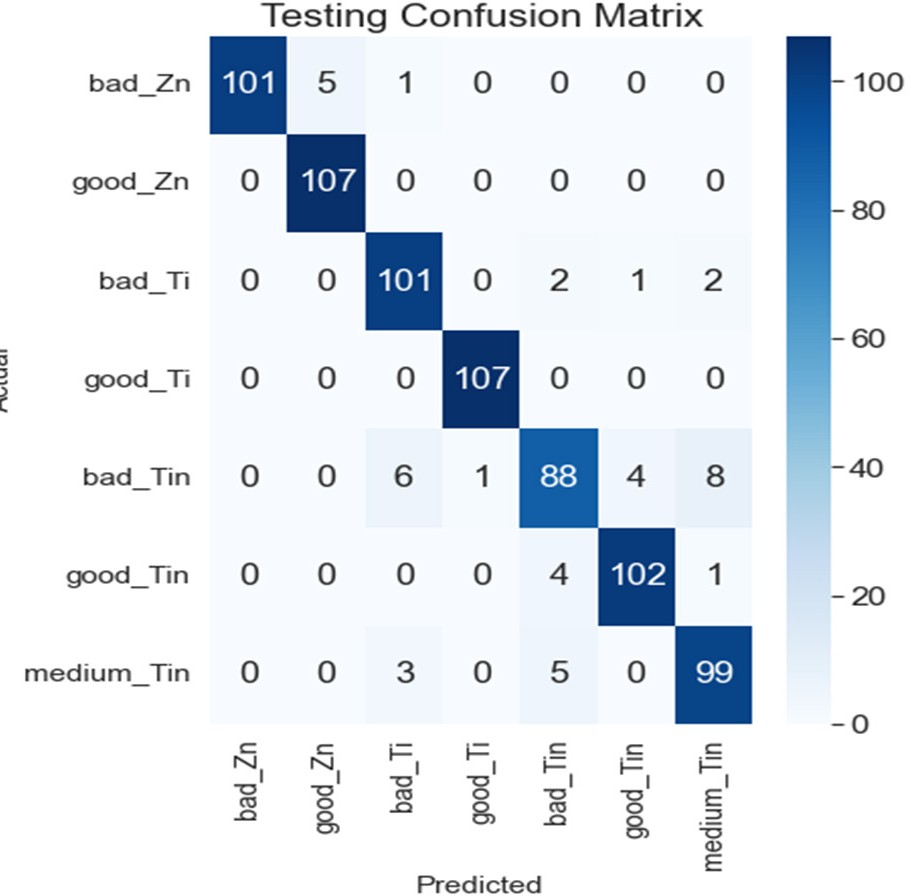 Testing Confusion Matrix
bad_Zn 101 5 1 0 0 0 0
good_Zn 0 107 0 0 0 0 0
bad_Ti 0 0 101 0 2 1 2
good_Ti 0 0 0 107 0 0 0
bad_Tin 0 0 6 1 88 4 8
good_Tin 0 0 0 0 4 102 1
medium_Tin 0 0 3 0 5 0 99
bad_Zn good_Zn bad_Ti good_Ti bad_Tin good_Tin medium_Tin
Predicted
Actual
100
80
60
40
20
0